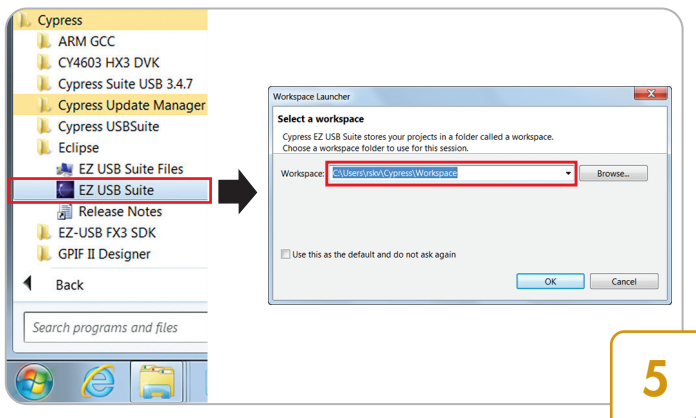 Cypress
ARM GCC
CY4603 HX3 DVK
Cypress Suite USB 3.4.7
Cypress Update Manager
Cypress USBSuite
Eclipse
EZ USB Suite Files
EZ USB Suite
Release Notes
EZ-USB FX3 SDK
GPIF II Designer
Back
Search programs and files
Workspace Launcher
Select a workspace
Cypress EZ USB Suite stores your projects in a folder called a workspace.
Choose a workspace folder to use for this session.
Workspace: C:\Users\rskv\Cypress\Workspace Browse...
Use this as the default and do not ask again
OK Cancel
5